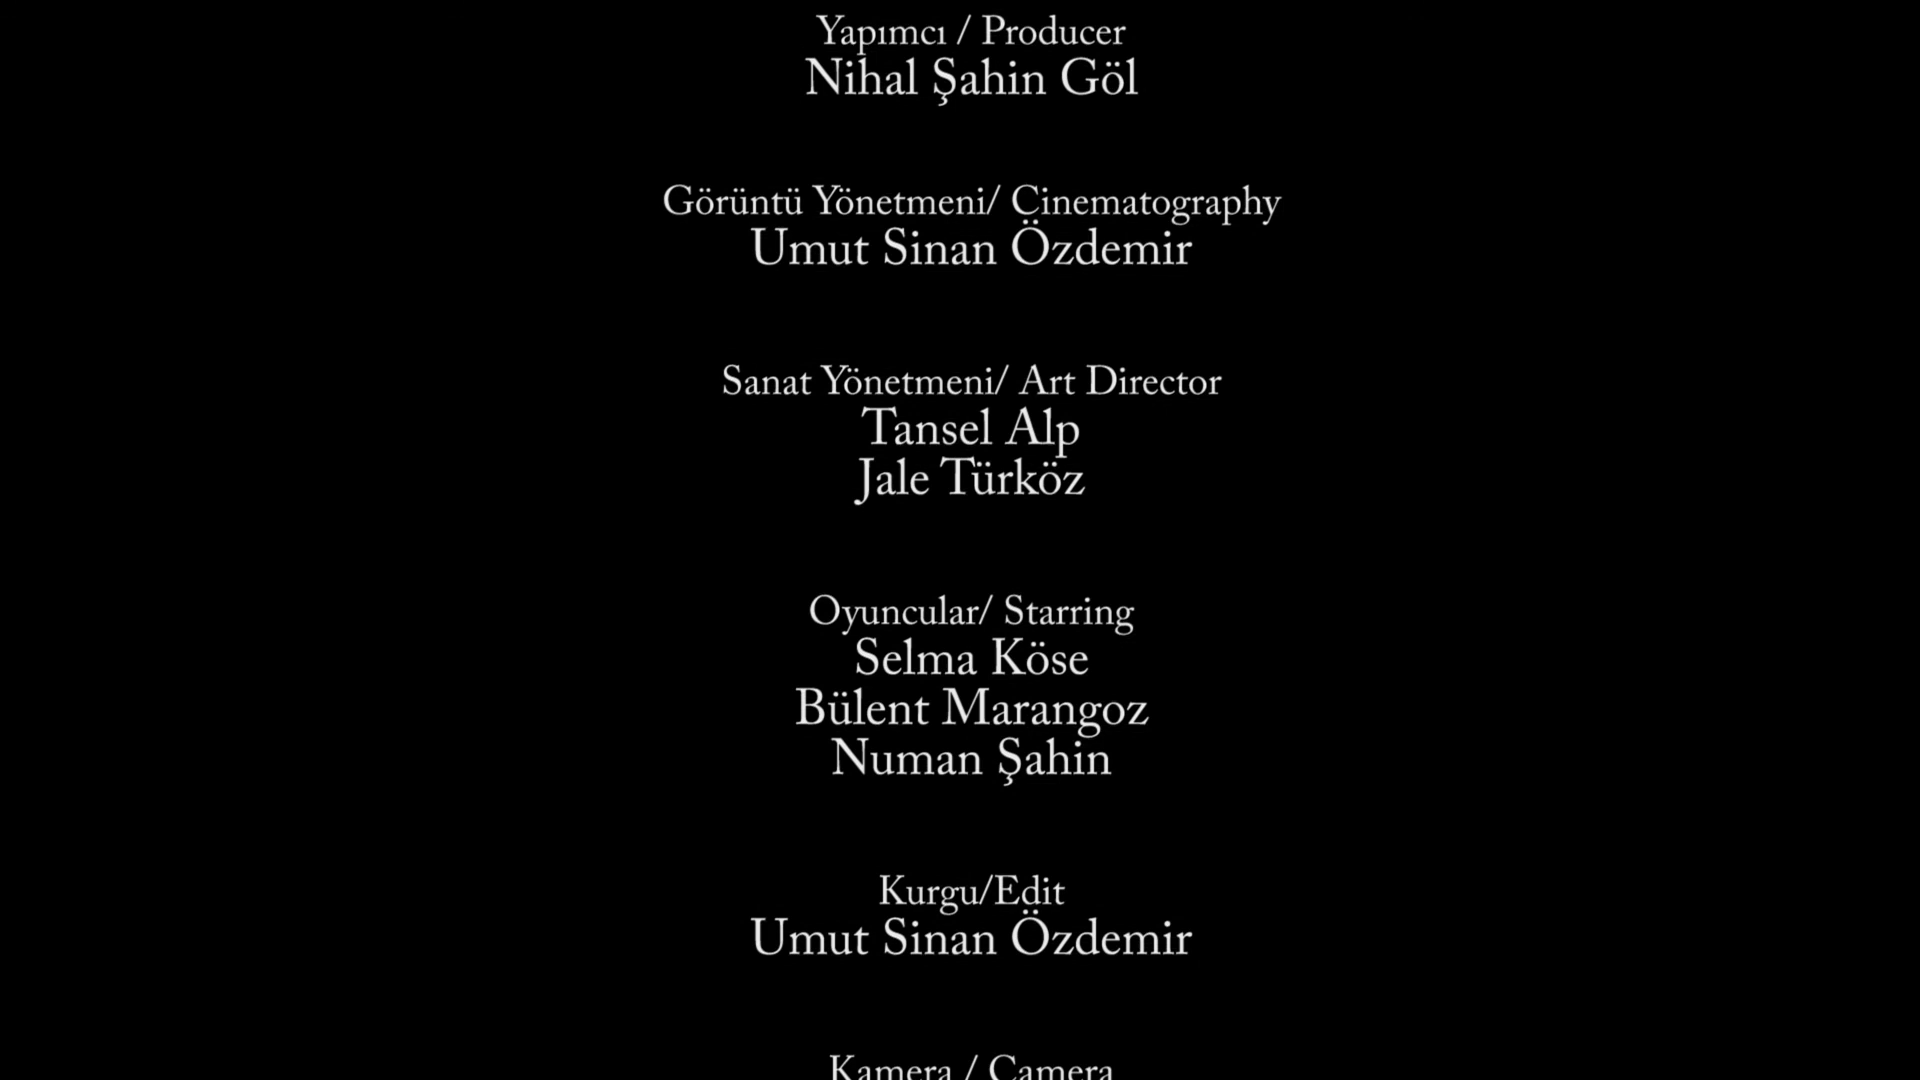 Yapımcı / Producer
Nihal Şahin Göl
Görüntü Yönetmeni/ Cinematography
Umut Sinan Özdemir
Sanat Yönetmeni/ Art Director
Tansel Alp
Jale Türköz
Oyuncular/ Starring
Selma Köse
Bülent Marangoz
Numan Şahin
Kurgu/Edit
Umut Sinan Özdemir
Kamera / Camera